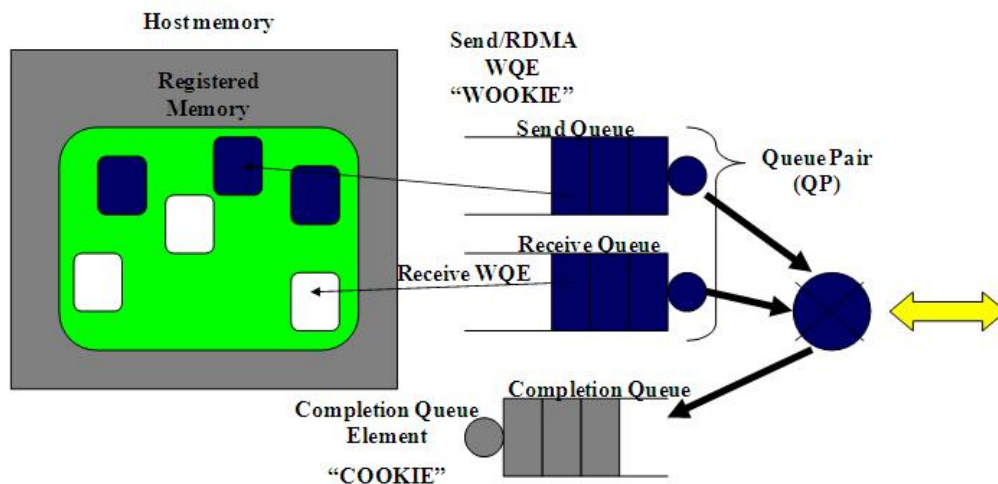 Host memory
Registered
Memory
Send/RDMA
WQE
“WOOKIE”
Send Queue
Queue Pair
(QP)
Receive Queue
Receive WQE
Completion Queue
Completion Queue
Element
“COOKIE”